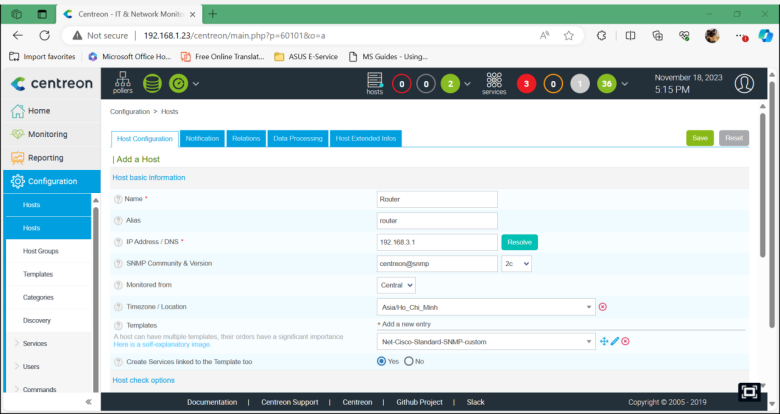 Centreon - IT & Network Monito
Not secure | 192.168.1.23/centreon/main.php?p=60101&o=a
Import favorites | Microsoft Office Ho... Free Online Translat... ASUS E-Service MS Guides - Using...
centreon pollers hosts 0 0 2 services 3 0 1 36 November 18, 2023
5:15 PM
Home
Monitoring
Reporting
Configuration
Hosts
Hosts
Host Groups
Templates
Categories
Discovery
Services
Users
Commands
Configuration > Hosts
Host Configuration Notification Relations Data Processing Host Extended Infos Save Reset
| Add a Host
Host basic information
Name * Router
Alias router
IP Address / DNS * 192.168.3.1 Resolve
SNMP Community & Version centreon@snmp 2c
Monitored from Central
Timezone / Location Asia/Ho_Chi_Minh
Templates + Add a new entry
A host can have multiple templates, their orders have a significant importance
Here is a self-explanatory image. Net-Cisco-Standard-SNMP-custom
Create Services linked to the Template too Yes No
Host check options
Documentation | Centreon Support | Centreon | Github Project | Slack Copyright © 2005 - 2019